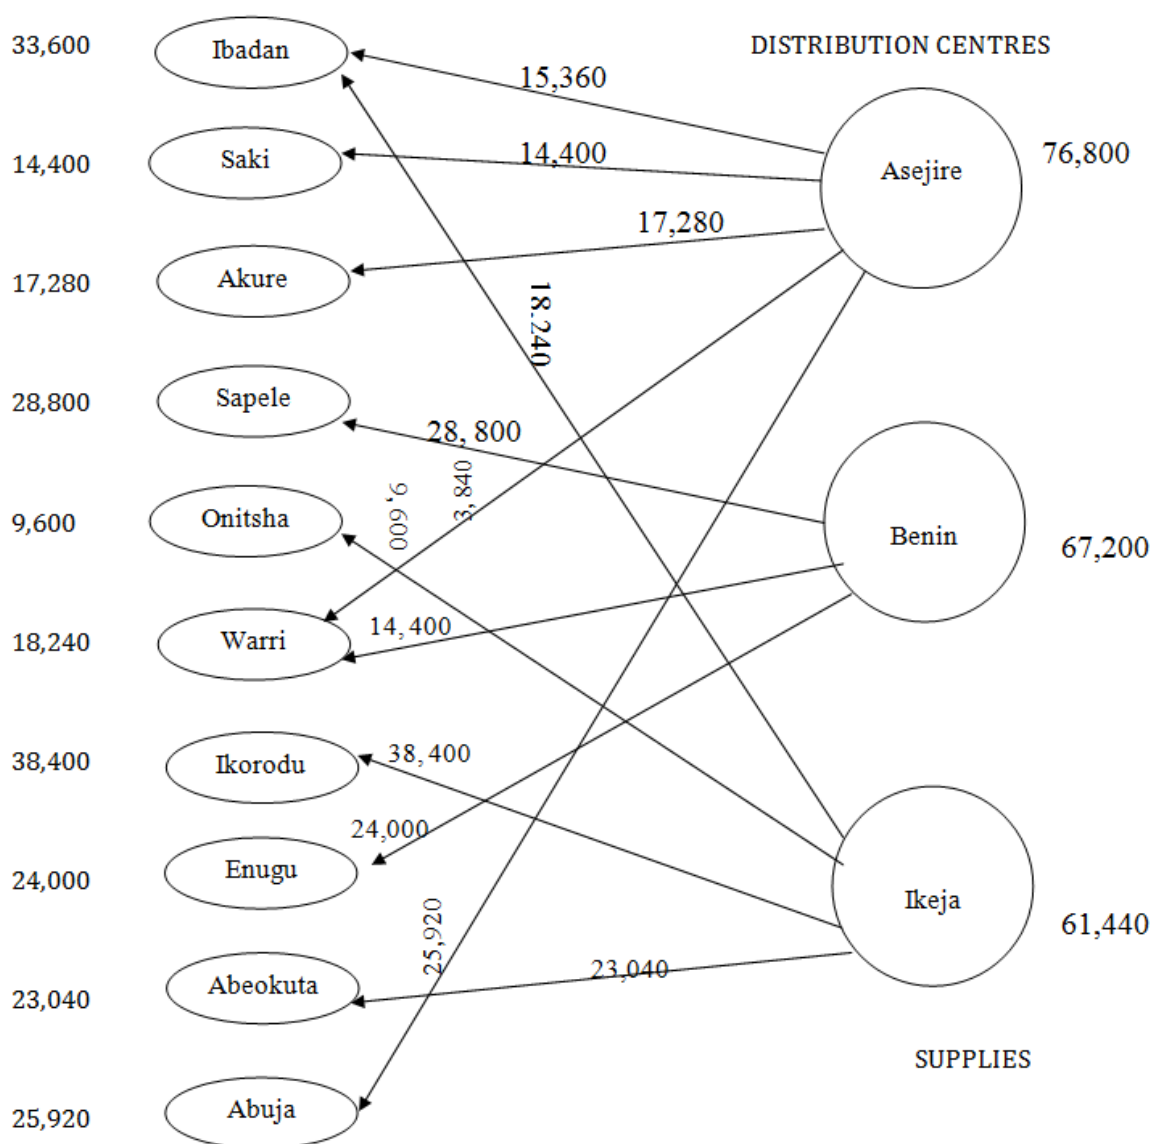 33,600
Ibadan
DISTRIBUTION CENTRES
15,360
14,400
Saki
14,400
Asejire
76,800
17,280
17,280
Akure
18.240
28,800
Sapele
28, 800
3, 840
9, 600
9,600
Onitsha
Benin
67,200
18,240
Warri
14, 400
38,400
Ikorodu
38, 400
24,000
24,000
Enugu
Ikeja
61,440
25,920
23,040
23,040
Abeokuta
SUPPLIES
25,920
Abuja